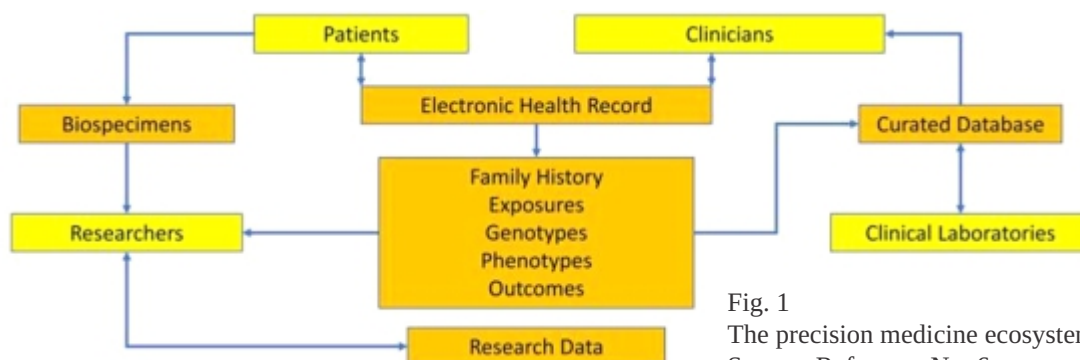 Patients
Clinicians
Electronic Health Record
Biospecimens
Curated Database
Family History
Exposures
Genotypes
Phenotypes
Outcomes
Researchers
Clinical Laboratories
Research Data
Fig. 1
The precision medicine ecosystem